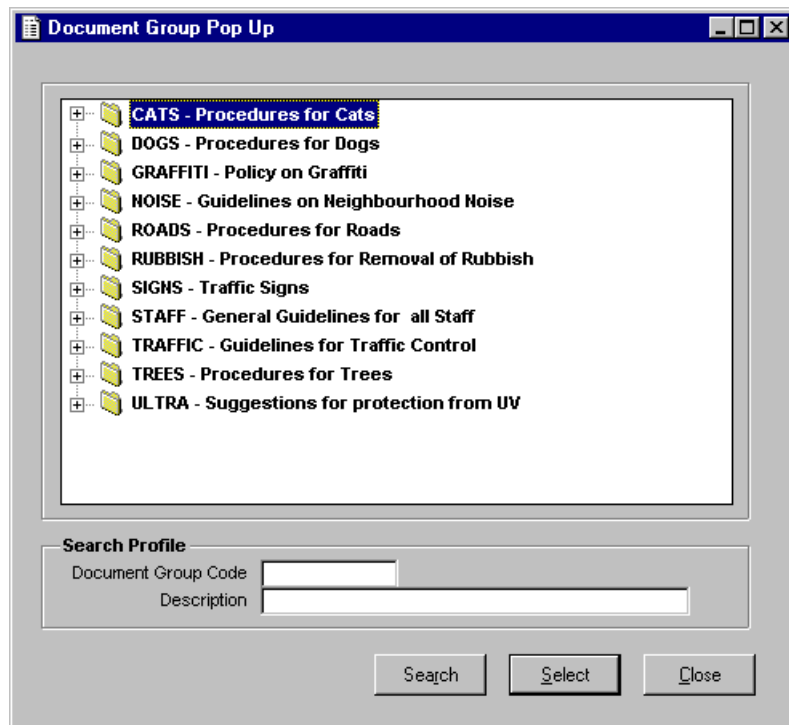 Document Group Pop Up
CATS - Procedures for Cats
DOGS - Procedures for Dogs
GRAFFITI - Policy on Graffiti
NOISE - Guidelines on Neighbourhood Noise
ROADS - Procedures for Roads
RUBBISH - Procedures for Removal of Rubbish
SIGNS - Traffic Signs
STAFF - General Guidelines for  all Staff
TRAFFIC - Guidelines for Traffic Control
TREES - Procedures for Trees
ULTRA - Suggestions for protection from UV
Search Profile
Document Group Code
Description
Search Select Close